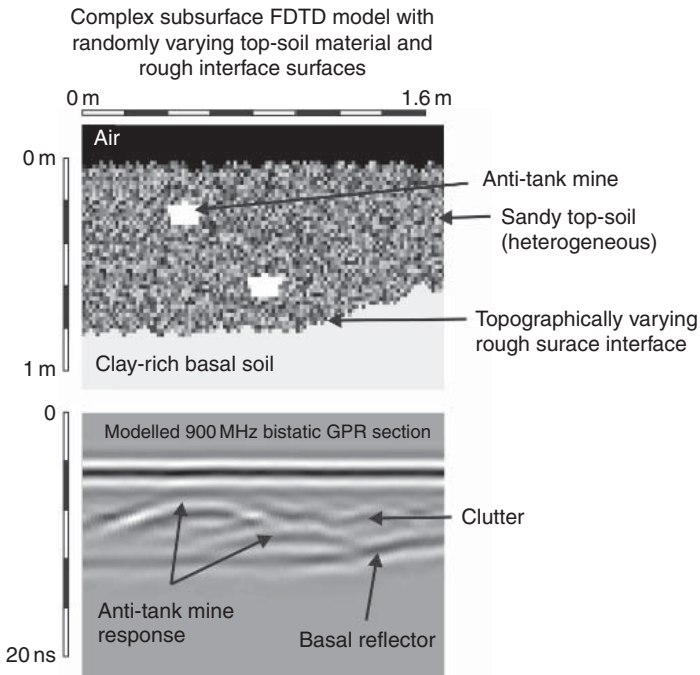 Complex subsurface FDTD model with
randomly varying top-soil material and
rough interface surfaces
0 m
1.6 m
Air
0 m
Anti-tank mine
Sandy top-soil
(heterogeneous)
Topographically varying
rough surace interface
1 m
Clay-rich basal soil
0
Modelled 900 MHz bistatic GPR section
Clutter
Anti-tank mine
response
Basal reflector
20 ns